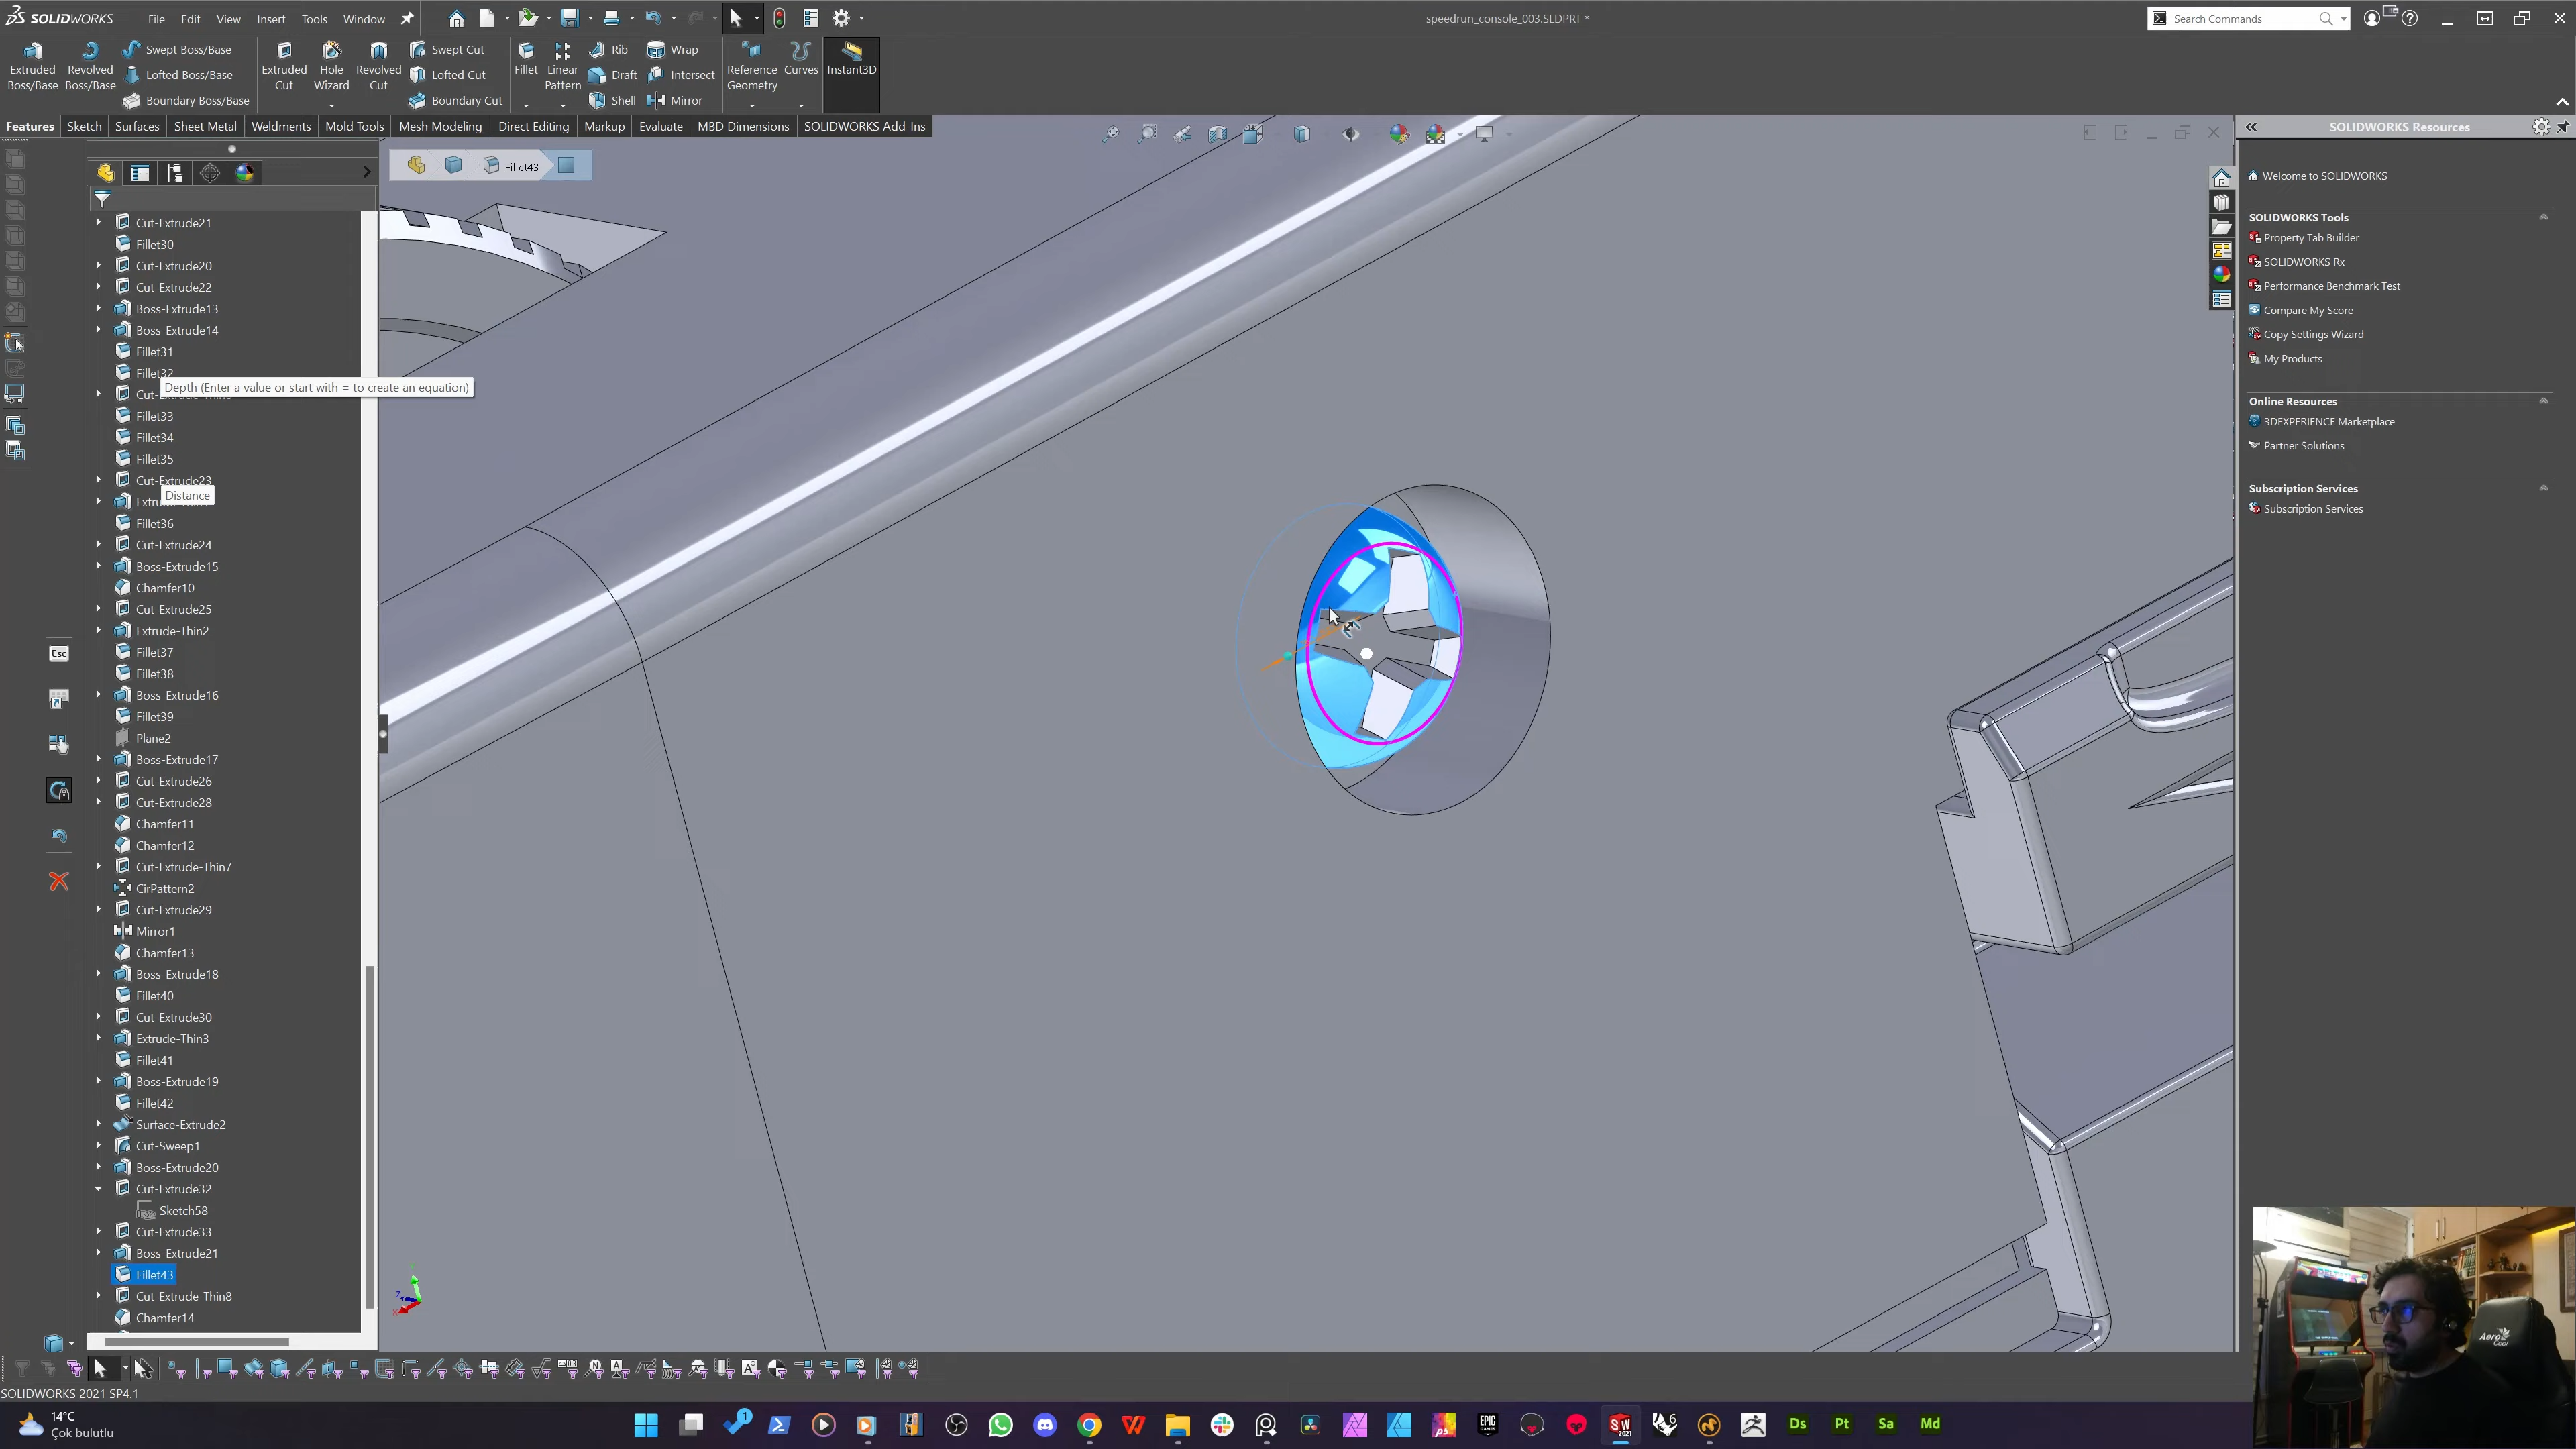 SOLIDWORKS
File Edit View Insert Tools Window
speedrun_console_003.SLDPRT *
Search Commands
Extruded Boss/Base
Revolved Boss/Base
Swept Boss/Base
Lofted Boss/Base
Boundary Boss/Base
Extruded Cut
Hole Wizard
Revolved Cut
Swept Cut
Lofted Cut
Boundary Cut
Fillet
Linear Pattern
Rib
Draft
Shell
Wrap
Intersect
Mirror
Reference Geometry
Curves
Instant3D
Features Sketch Surfaces Sheet Metal Weldments Mold Tools Mesh Modeling Direct Editing Markup Evaluate MBD Dimensions SOLIDWORKS Add-Ins
Fillet43
Cut-Extrude21
Fillet30
Cut-Extrude20
Cut-Extrude22
Boss-Extrude13
Boss-Extrude14
Fillet31
Fillet32
Depth (Enter a value or start with = to create an equation)
Fillet33
Fillet34
Fillet35
Cut-Extrude23
Distance
Fillet36
Cut-Extrude24
Boss-Extrude15
Chamfer10
Cut-Extrude25
Extrude-Thin2
Fillet37
Fillet38
Boss-Extrude16
Fillet39
Plane2
Boss-Extrude17
Cut-Extrude26
Cut-Extrude28
Chamfer11
Chamfer12
Cut-Extrude-Thin7
CirPattern2
Cut-Extrude29
Mirror1
Chamfer13
Boss-Extrude18
Fillet40
Cut-Extrude30
Extrude-Thin3
Fillet41
Boss-Extrude19
Fillet42
Surface-Extrude2
Cut-Sweep1
Boss-Extrude20
Cut-Extrude32
Sketch58
Cut-Extrude33
Boss-Extrude21
Fillet43
Cut-Extrude-Thin8
Chamfer14
Esc
SOLIDWORKS Resources
Welcome to SOLIDWORKS
SOLIDWORKS Tools
Property Tab Builder
SOLIDWORKS Rx
Performance Benchmark Test
Compare My Score
Copy Settings Wizard
My Products
Online Resources
3DEXPERIENCE Marketplace
Partner Solutions
Subscription Services
Subscription Services
SOLIDWORKS 2021 SP4.1
14°C
Çok bulutlu
1
EPIC GAMES
SW 2021
6
Ds
Pt
Sa
Md